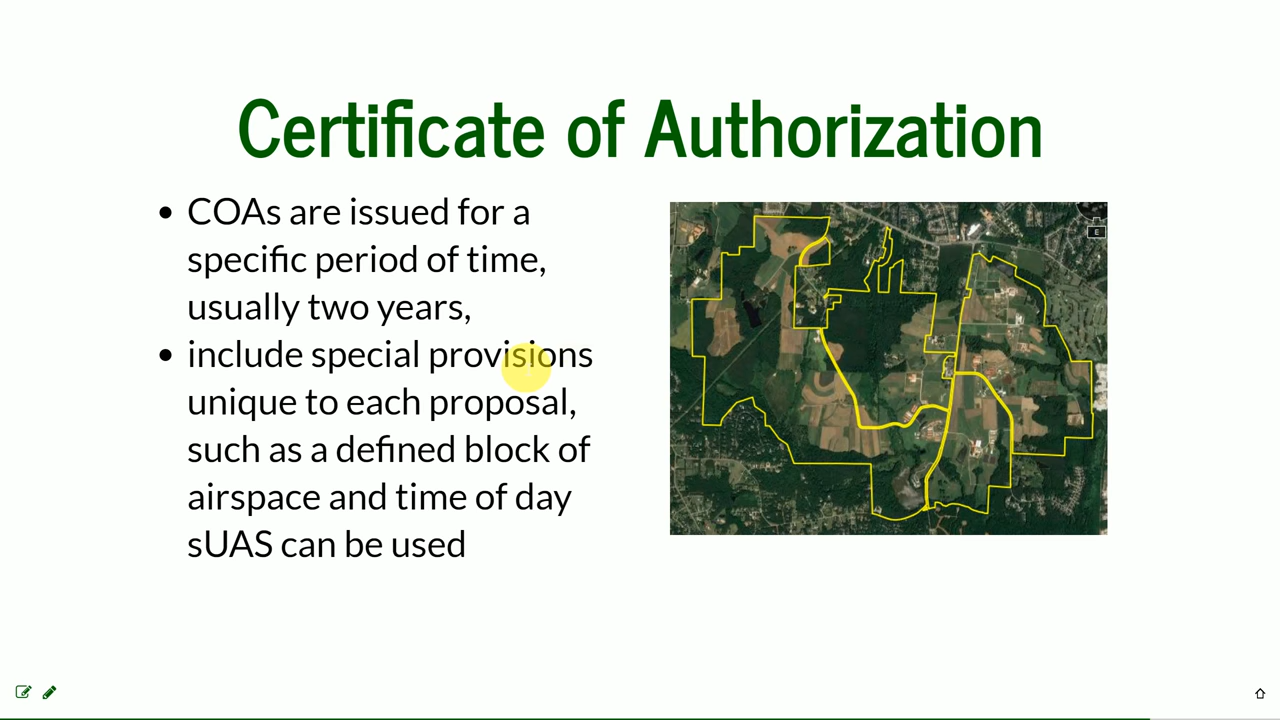 Certificate of Authorization
COAs are issued for a
specific period of time,
usually two years,
include special provisions
unique to each proposal,
such as a defined block of
airspace and time of day
sUAS can be used
E